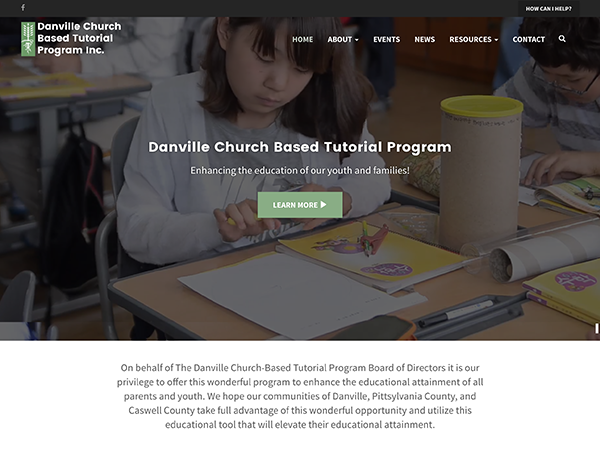 HOW CAN I HELP?
Danville Church
Based Tutorial
Program Inc.
HOME ABOUT EVENTS NEWS RESOURCES CONTACT
Danville Church Based Tutorial Program
Enhancing the education of our youth and families!
LEARN MORE
On behalf of The Danville Church-Based Tutorial Program Board of Directors it is our
privilege to offer this wonderful program to enhance the educational attainment of all
parents and youth. We hope our communities of Danville, Pittsylvania County, and
Caswell County take full advantage of this wonderful opportunity and utilize this
educational tool that will elevate their educational attainment.